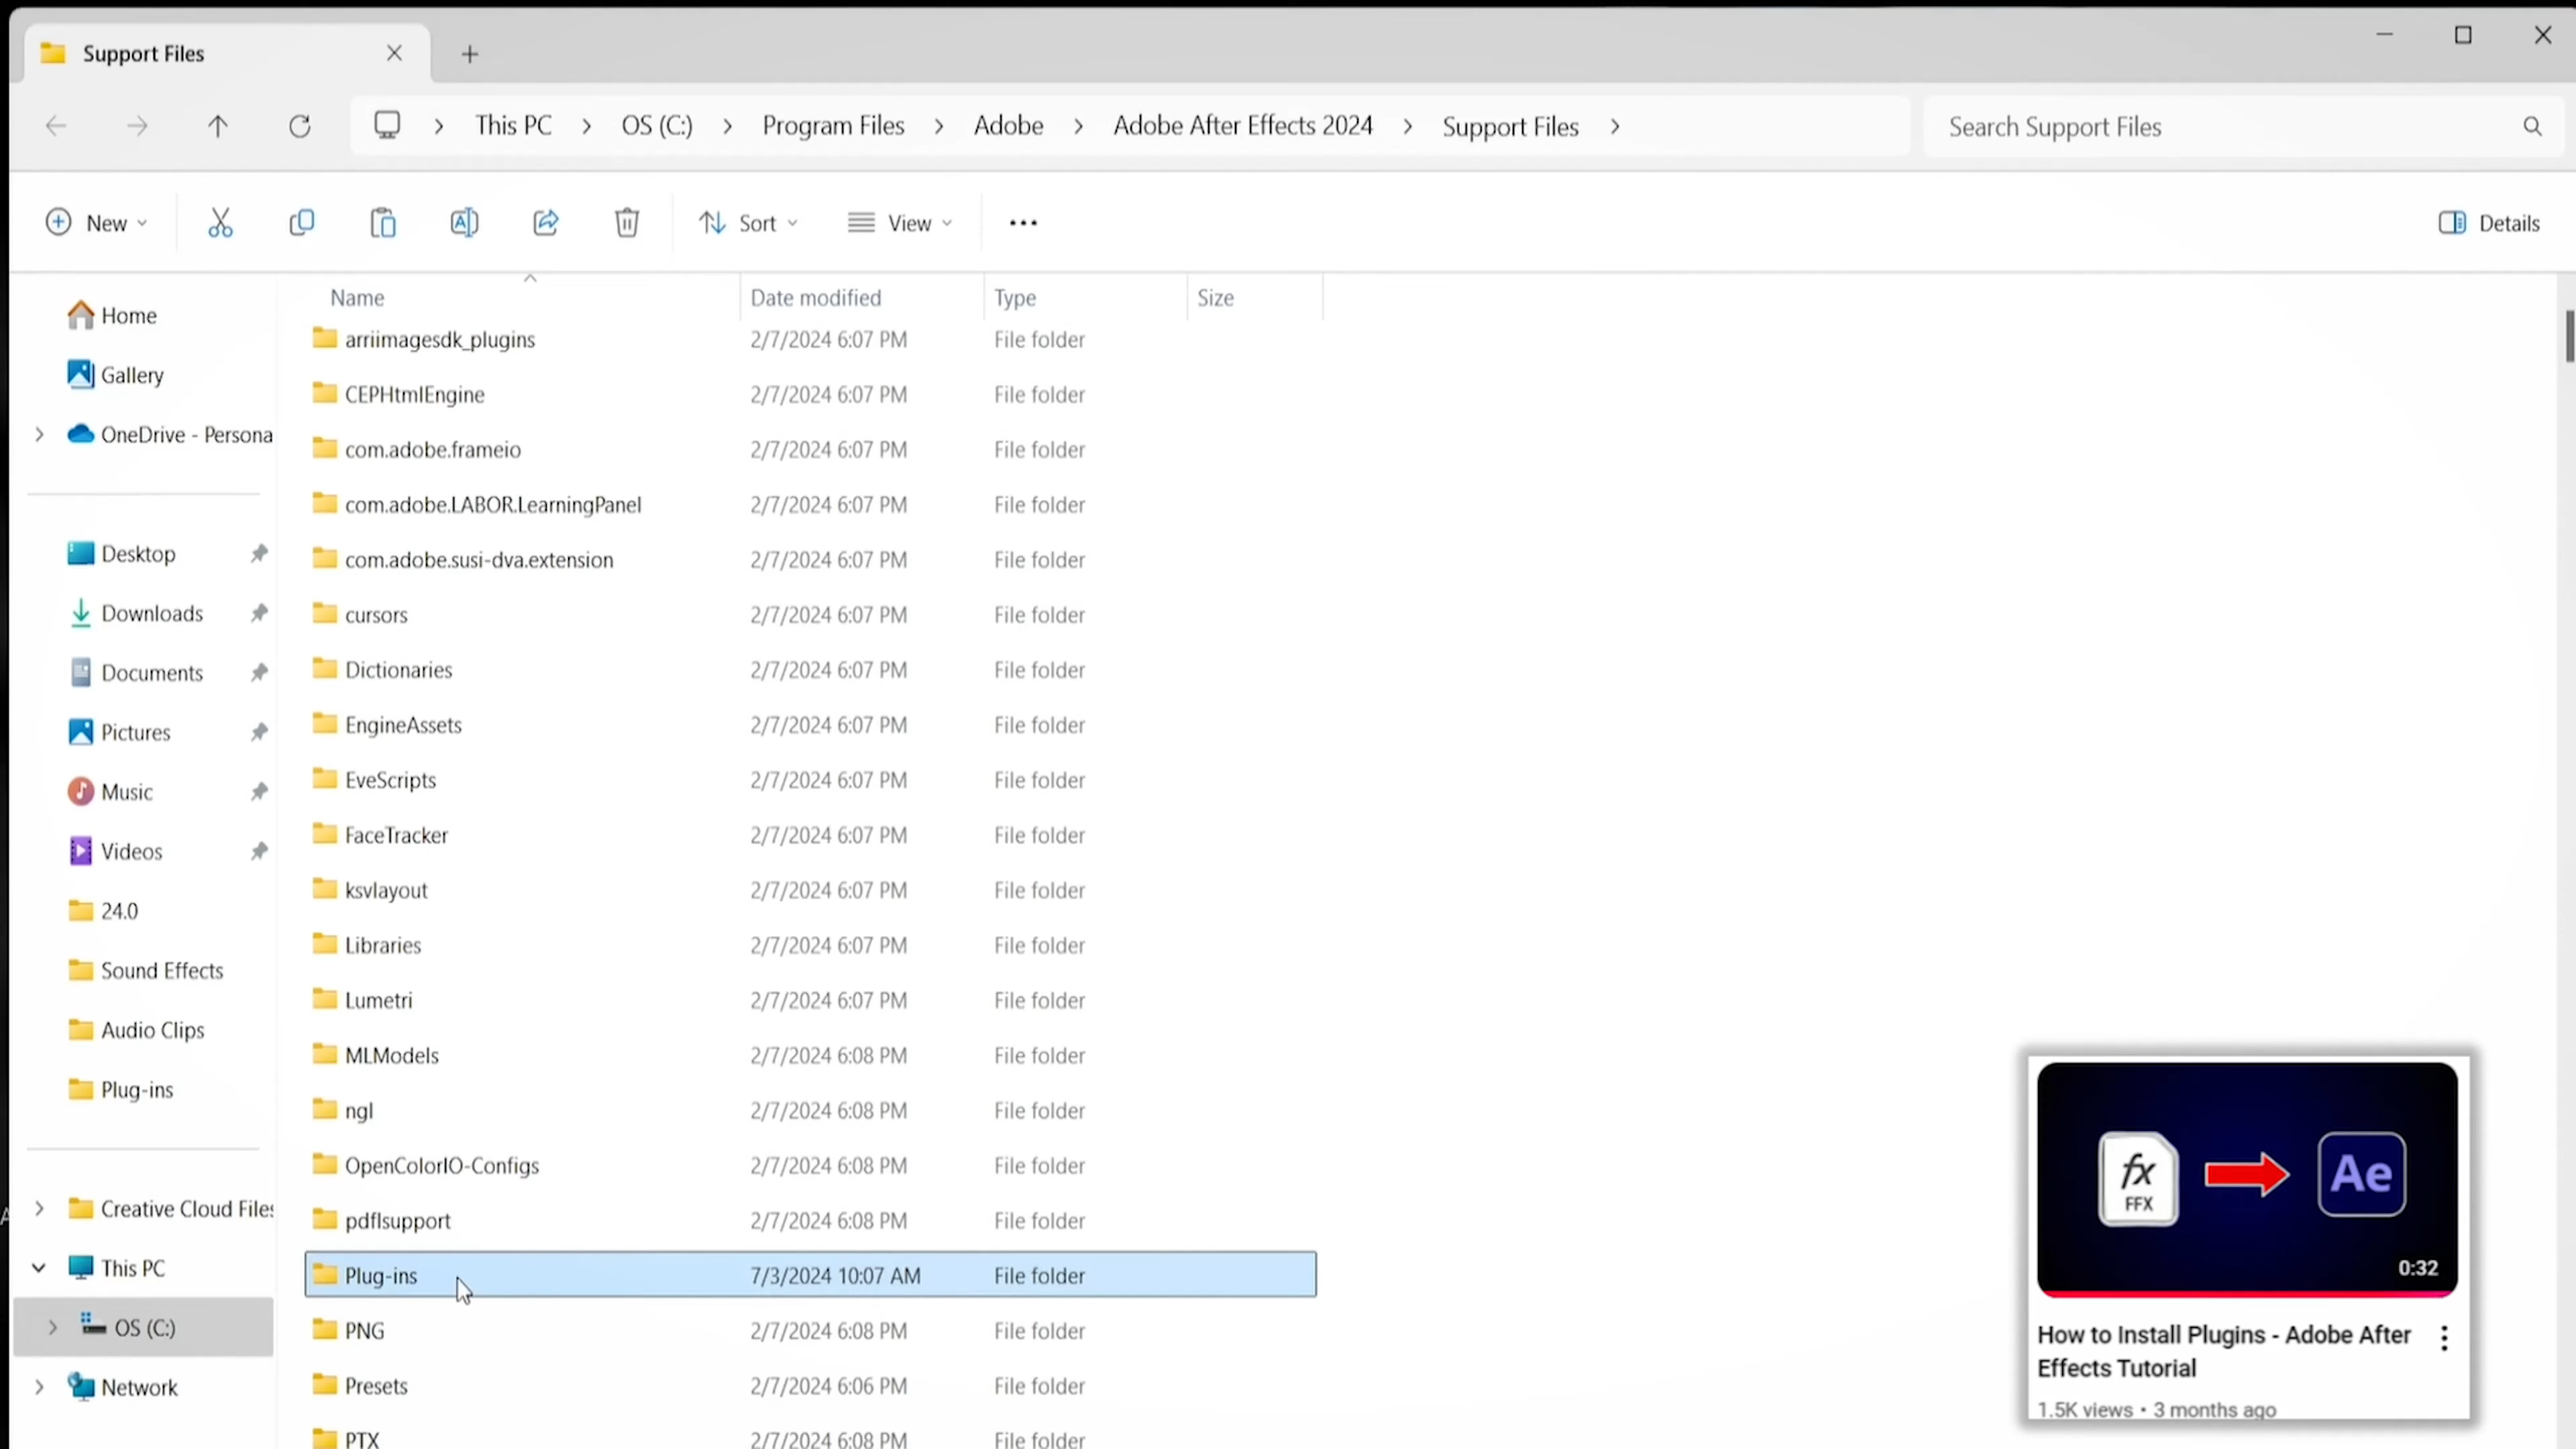 Support Files
This PC > OS (C:) > Program Files > Adobe > Adobe After Effects 2024 > Support Files >
Search Support Files
New
Sort
View
Details
Home
Gallery
OneDrive - Persona
Desktop
Downloads
Documents
Pictures
Music
Videos
24.0
Sound Effects
Audio Clips
Plug-ins
Creative Cloud Files
This PC
OS (C:)
Network
Name Date modified Type Size
arriimagesdk_plugins 2/7/2024 6:07 PM File folder
CEPHtmlEngine 2/7/2024 6:07 PM File folder
com.adobe.frameio 2/7/2024 6:07 PM File folder
com.adobe.LABOR.LearningPanel 2/7/2024 6:07 PM File folder
com.adobe.susi-dva.extension 2/7/2024 6:07 PM File folder
cursors 2/7/2024 6:07 PM File folder
Dictionaries 2/7/2024 6:07 PM File folder
EngineAssets 2/7/2024 6:07 PM File folder
EveScripts 2/7/2024 6:07 PM File folder
FaceTracker 2/7/2024 6:07 PM File folder
ksvlayout 2/7/2024 6:07 PM File folder
Libraries 2/7/2024 6:07 PM File folder
Lumetri 2/7/2024 6:07 PM File folder
MLModels 2/7/2024 6:08 PM File folder
ngl 2/7/2024 6:08 PM File folder
OpenColorIO-Configs 2/7/2024 6:08 PM File folder
pdflsupport 2/7/2024 6:08 PM File folder
Plug-ins 7/3/2024 10:07 AM File folder
PNG 2/7/2024 6:08 PM File folder
Presets 2/7/2024 6:06 PM File folder
PTX 2/7/2024 6:08 PM File folder
fx
FFX
Ae
0:32
How to Install Plugins - Adobe After
Effects Tutorial
1.5K views • 3 months ago